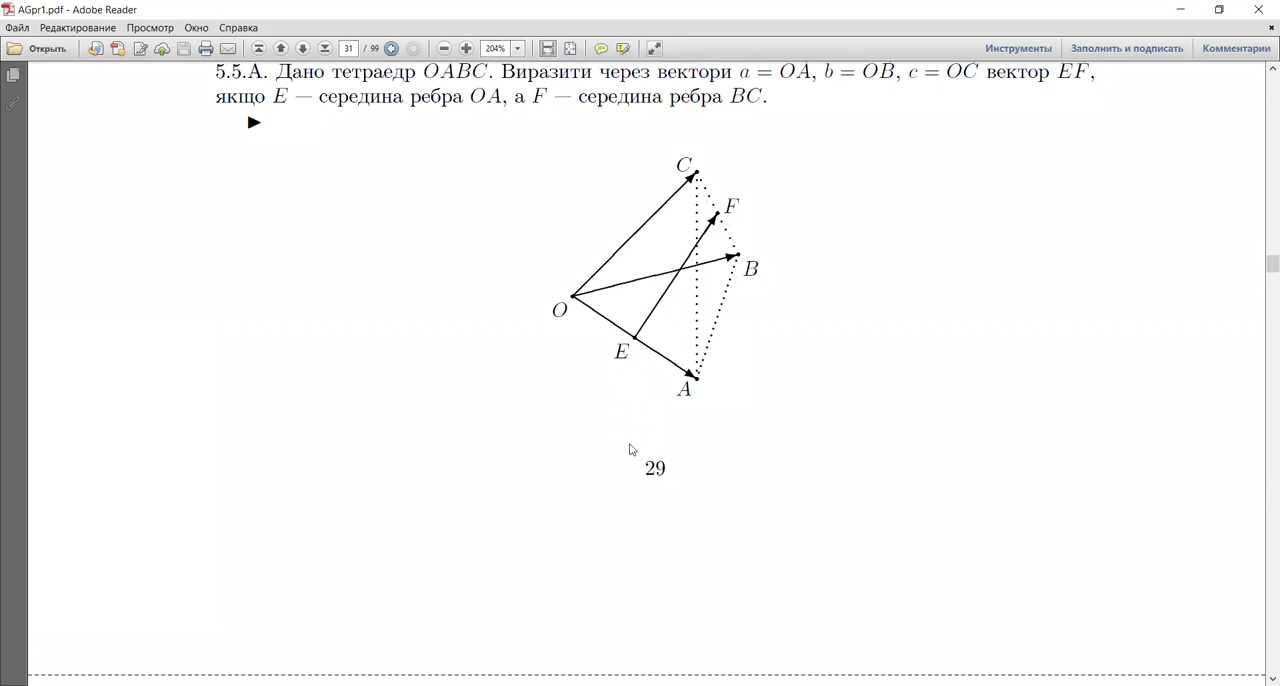 AGpr1.pdf - Adobe Reader
Файл Редактирование Просмотр Окно Справка
Открыть 31 / 99 204% Инструменты Заполнить и подписать Комментарии
5.5.A. Дано тетраедр OABC. Виразити через вектори a = OA, b = OB, c = OC вектор EF,
якщо E — середина ребра OA, а F — середина ребра BC.
C
F
B
O
E
A
29